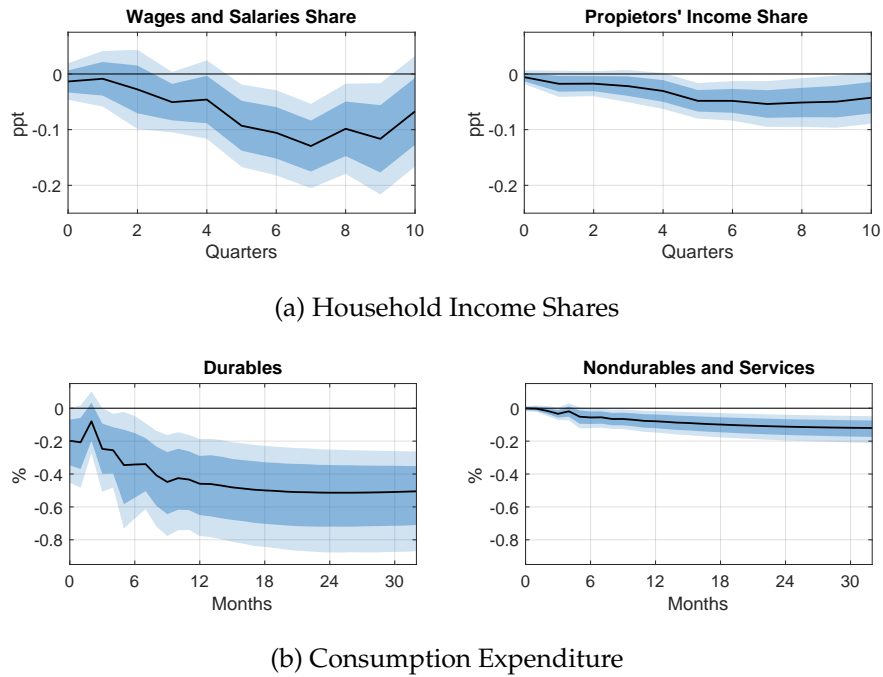 Wages and Salaries Share
Propietors' Income Share
0
-0.1
-0.2
ppt
0 2 4 6 8 10
Quarters
0
-0.1
-0.2
ppt
0 2 4 6 8 10
Quarters
(a) Household Income Shares
Durables
Nondurables and Services
0
-0.2
-0.4
-0.6
-0.8
%
0 6 12 18 24 30
Months
0
-0.2
-0.4
-0.6
-0.8
%
0 6 12 18 24 30
Months
(b) Consumption Expenditure